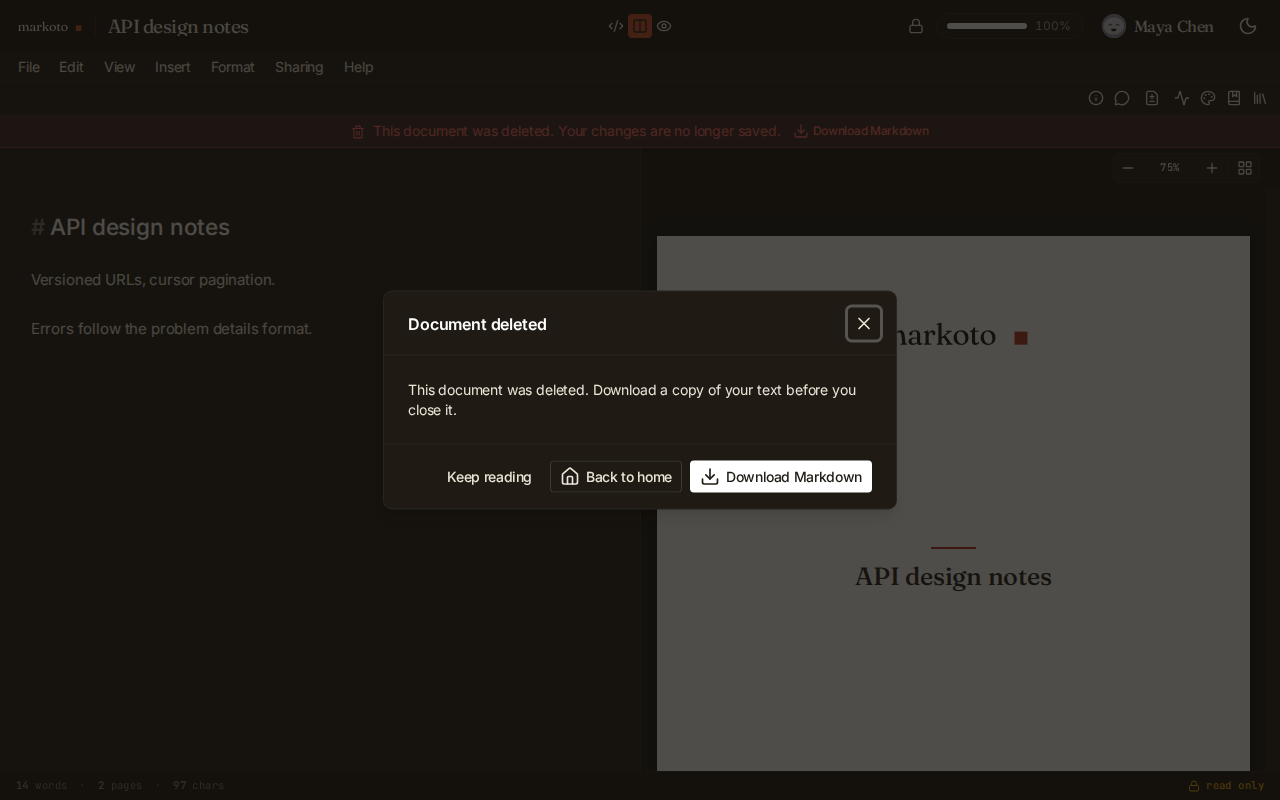 markoto
API design notes
100%
Maya Chen
File Edit View Insert Format Sharing Help
This document was deleted. Your changes are no longer saved. Download Markdown
75%
# API design notes
Versioned URLs, cursor pagination.
Errors follow the problem details format.
Document deleted
This document was deleted. Download a copy of your text before you
close it.
Keep reading Back to home Download Markdown
arkoto
API design notes
14 words · 2 pages · 97 chars
read only